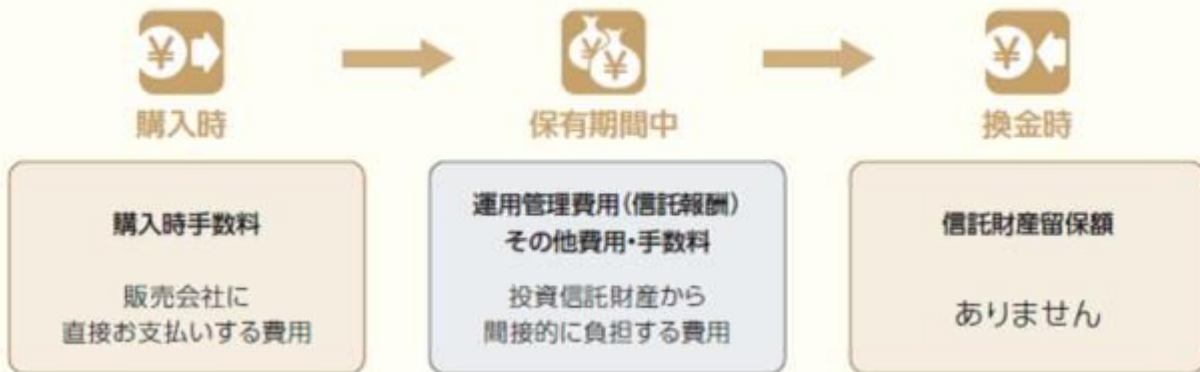 購入時
保有期間中
換金時
購入時手数料
販売会社に
直接お支払いする費用
運用管理費用(信託報酬)
その他費用・手数料
投資信託財産から
間接的に負担する費用
信託財産留保額
ありません